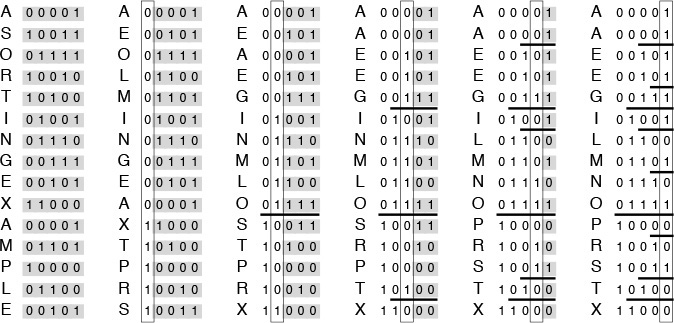 A 00001 A 00001 A 00001 A 00001 A 00001 A 00001
S 10011 E 00101 E 00101 A 00001 A 00001 A 00001
O 01111 O 01111 A 00001 E 00101 E 00101 E 00101
R 10010 L 01100 E 00101 E 00101 E 00101 E 00101
T 10100 M 01101 G 00111 G 00111 G 00111 G 00111
I 01001 I 01001 I 01001 I 01001 I 01001 I 01001
N 01110 N 01110 N 01110 N 01110 L 01100 L 01100
G 00111 G 00111 M 01101 M 01101 M 01101 M 01101
E 00101 E 00101 L 01100 L 01100 N 01110 N 01110
X 11000 A 00001 O 01111 O 01111 O 01111 O 01111
A 00001 X 11000 S 10011 S 10011 P 10000 P 10000
M 01101 T 10100 T 10100 R 10010 R 10010 R 10010
P 10000 P 10000 P 10000 P 10000 S 10011 S 10011
L 01100 R 10010 R 10010 T 10100 T 10100 T 10100
E 00101 S 10011 X 11000 X 11000 X 11000 X 11000